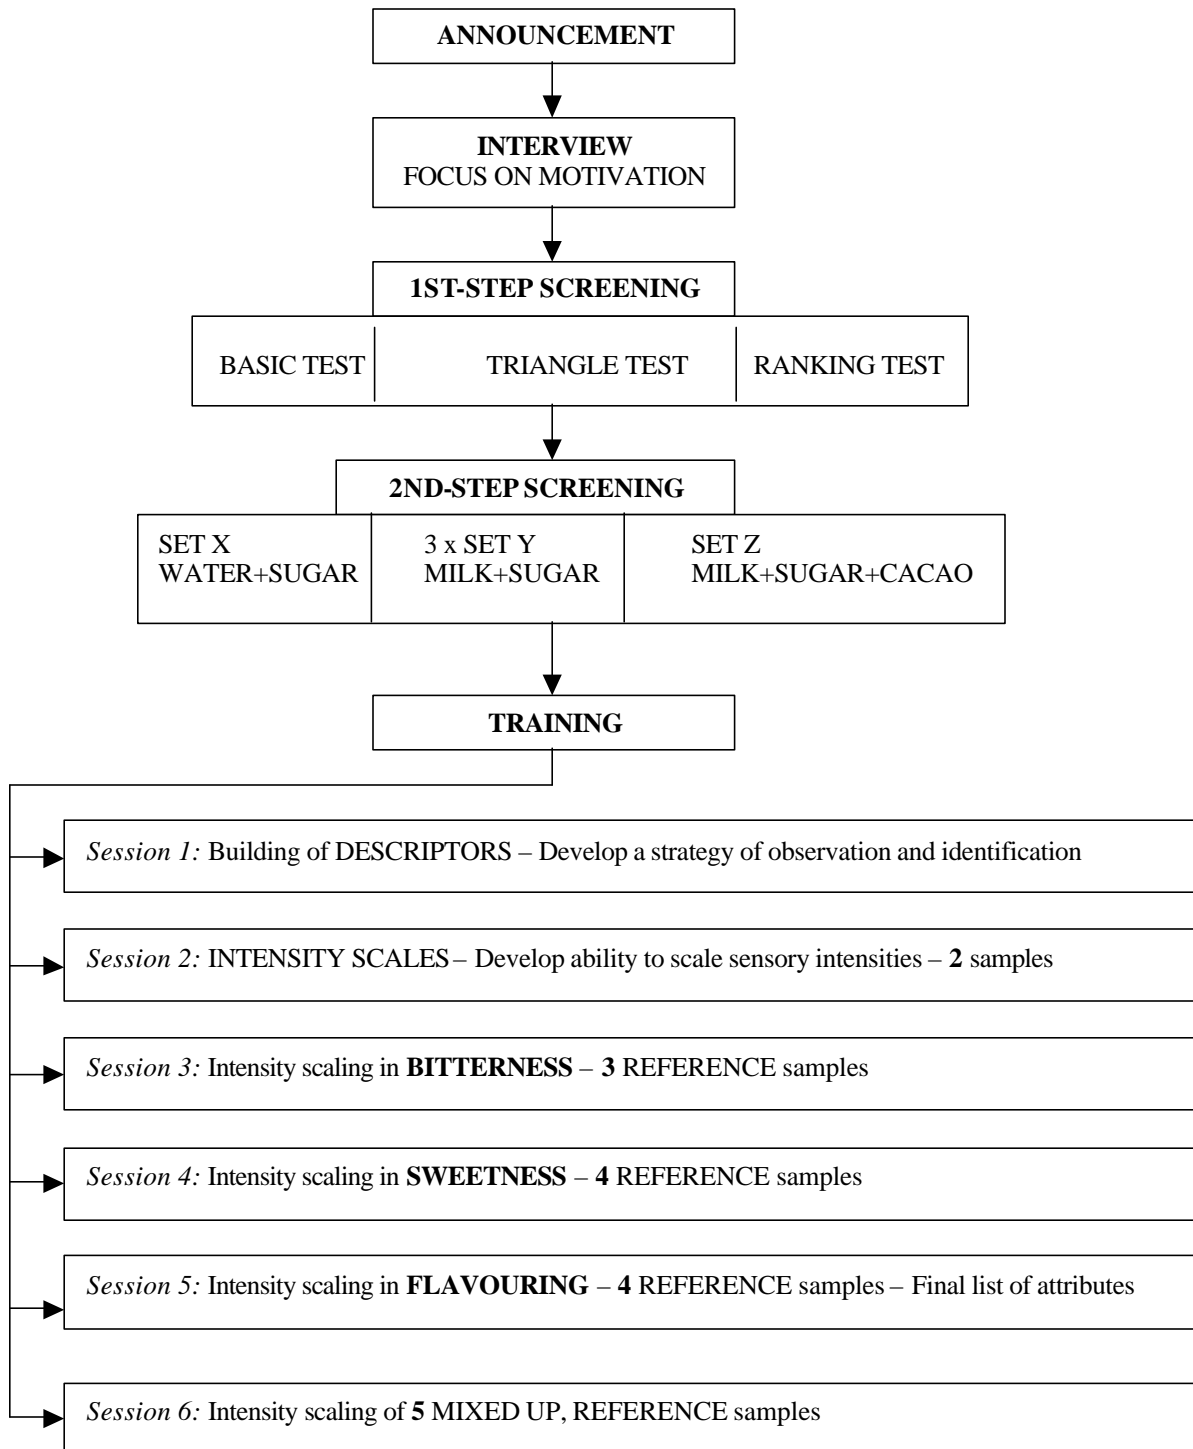 ANNOUNCEMENT
INTERVIEW
FOCUS ON MOTIVATION
1ST-STEP SCREENING
BASIC TEST
TRIANGLE TEST
RANKING TEST
2ND-STEP SCREENING
SET X
WATER+SUGAR
3 x SET Y
MILK+SUGAR
SET Z
MILK+SUGAR+CACAO
TRAINING
Session 1: Building of DESCRIPTORS – Develop a strategy of observation and identification
Session 2: INTENSITY SCALES – Develop ability to scale sensory intensities – 2 samples
Session 3: Intensity scaling in BITTERNESS – 3 REFERENCE samples
Session 4: Intensity scaling in SWEETNESS – 4 REFERENCE samples
Session 5: Intensity scaling in FLAVOURING – 4 REFERENCE samples – Final list of attributes
Session 6: Intensity scaling of 5 MIXED UP, REFERENCE samples